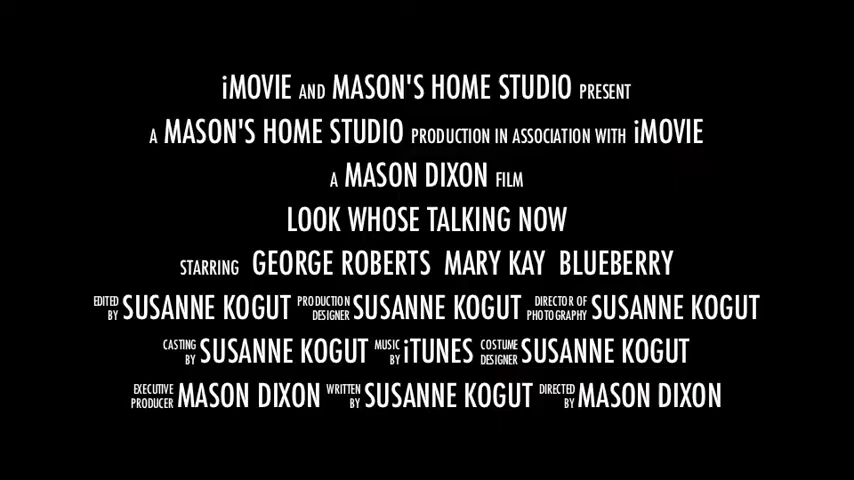 iMOVIE AND MASON'S HOME STUDIO PRESENT
A MASON'S HOME STUDIO PRODUCTION IN ASSOCIATION WITH iMOVIE
A MASON DIXON FILM
LOOK WHOSE TALKING NOW
STARRING GEORGE ROBERTS MARY KAY BLUEBERRY
EDITED BY SUSANNE KOGUT PRODUCTION DESIGNER SUSANNE KOGUT DIRECTOR OF PHOTOGRAPHY SUSANNE KOGUT
CASTING BY SUSANNE KOGUT MUSIC BY iTUNES COSTUME DESIGNER SUSANNE KOGUT
EXECUTIVE PRODUCER MASON DIXON WRITTEN BY SUSANNE KOGUT DIRECTED BY MASON DIXON